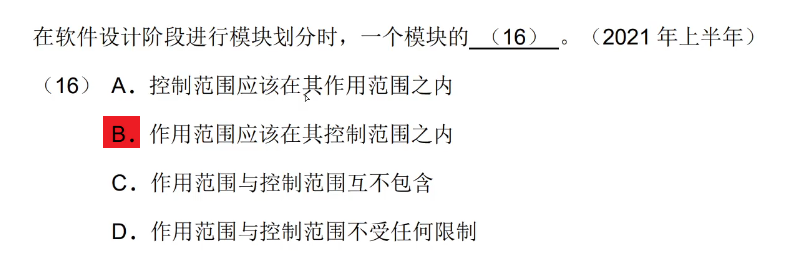 在软件设计阶段进行模块划分时，一个模块的 （16） 。（2021 年上半年）
（16） A．控制范围应该在其作用范围之内
B．作用范围应该在其控制范围之内
C．作用范围与控制范围互不包含
D．作用范围与控制范围不受任何限制